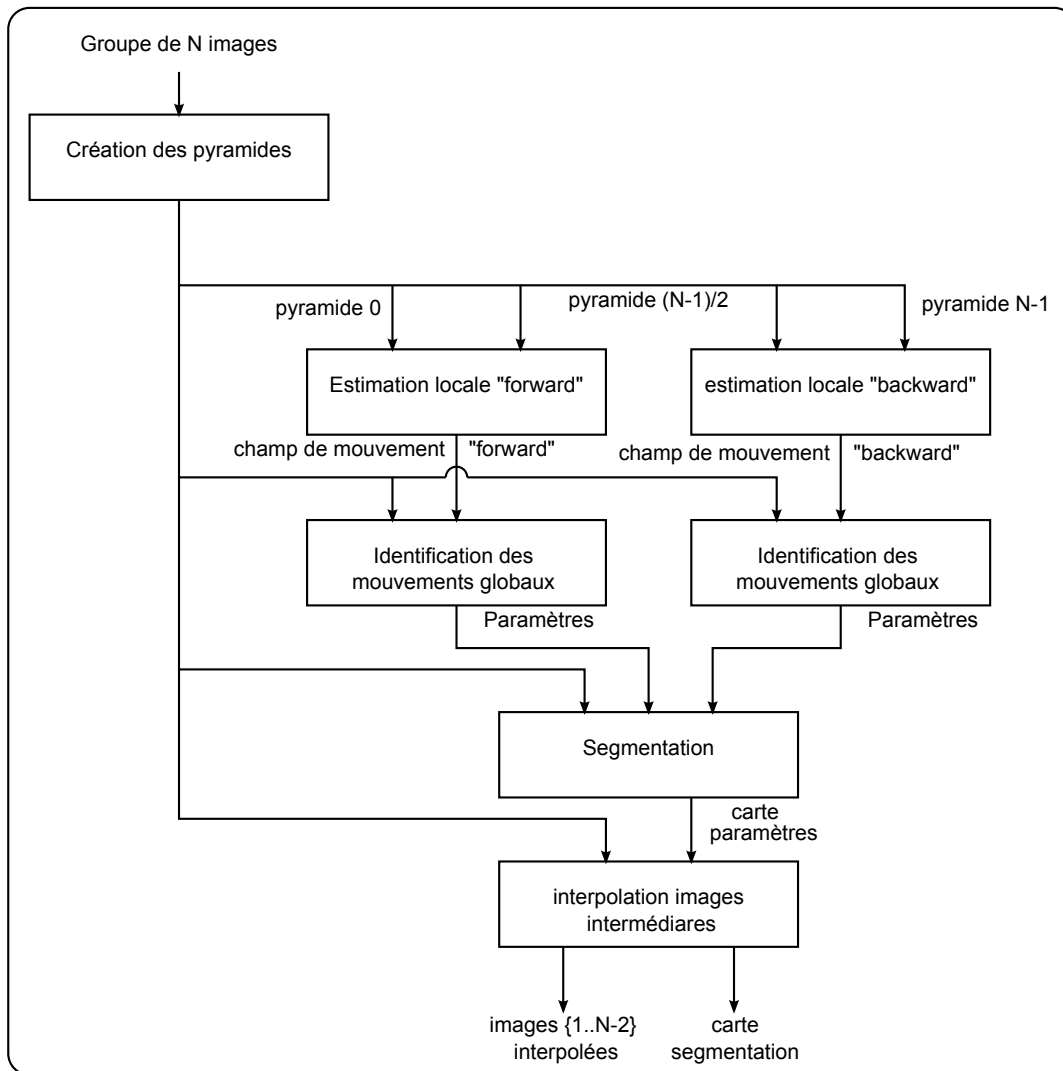 Groupe de N images
Création des pyramides
pyramide 0
pyramide (N-1)/2
pyramide N-1
Estimation locale "forward"
estimation locale "backward"
champ de mouvement "forward"
champ de mouvement "backward"
Identification des
mouvements globaux
Identification des
mouvements globaux
Paramètres
Paramètres
Segmentation
carte
paramètres
interpolation images
intermédiares
images {1..N-2}
interpolées
carte
segmentation